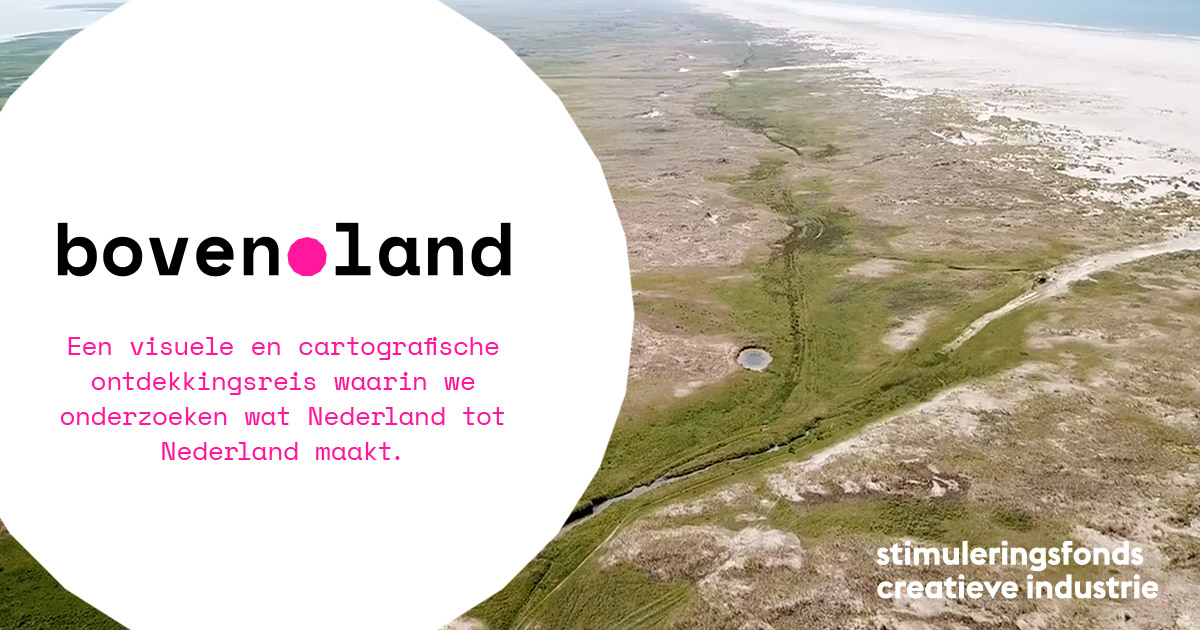 boven●land
Een visuele en cartografische
ontdekkingsreis waarin we
onderzoeken wat Nederland tot
Nederland maakt.
stimuleringsfonds
creatieve industrie